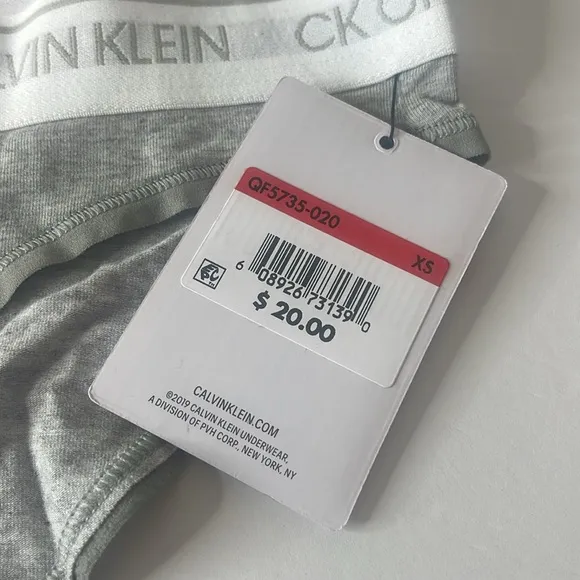 VIN KLEIN CK
QF5735-020
XS
6 08926 73139 0
$ 20.00
CALVINKLEIN.COM
©2019 CALVIN KLEIN UNDERWEAR,
A DIVISION OF PVH CORP., NEW YORK, NY